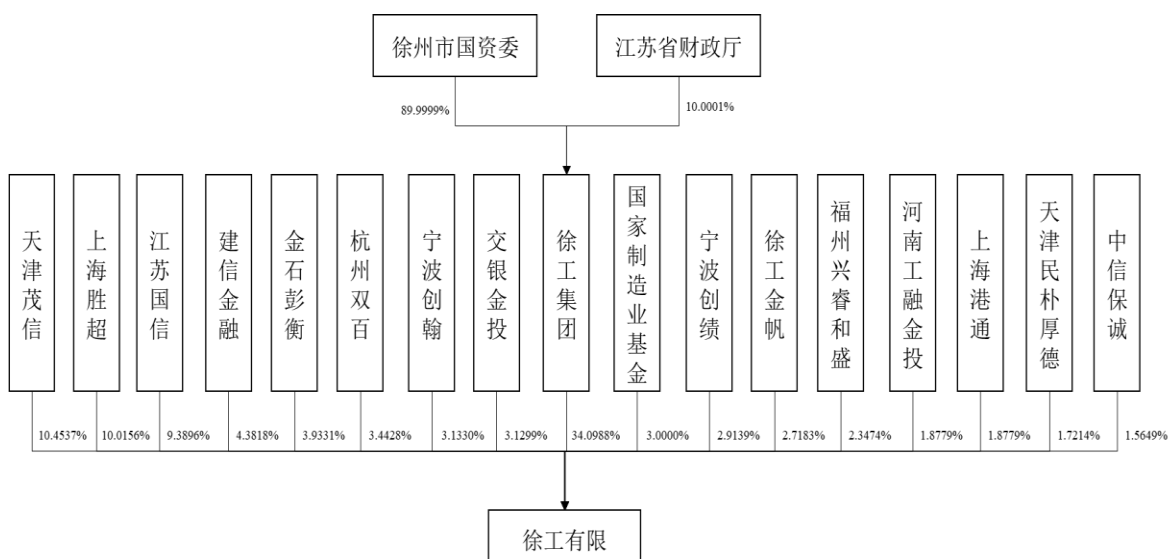 徐州市国资委
江苏省财政厅
89.9999%
10.0001%
天津茂信
上海胜超
江苏国信
建信金融
金石彭衡
杭州双百
宁波创翰
交银金投
徐工集团
国家制造业基金
宁波创绩
徐工金帆
福州兴睿和盛
河南工融金投
上海港通
天津民朴厚德
中信保诚
10.4537%
10.0156%
9.3896%
4.3818%
3.9331%
3.4428%
3.1330%
3.1299%
34.0988%
3.0000%
2.9139%
2.7183%
2.3474%
1.8779%
1.8779%
1.7214%
1.5649%
徐工有限